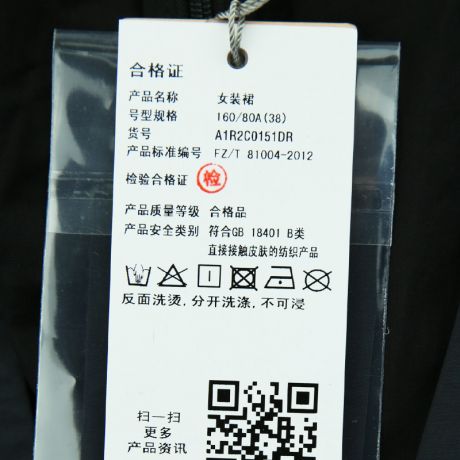 合格证
产品名称 女装裙
号型规格 160/80A(38)
货号 A1R2C0151DR
产品标准编号 FZ/T 81004-2012
检验合格证 检
产品质量等级 合格品
产品安全类别 符合GB 18401 B类
直接接触皮肤的纺织产品
反面洗烫,分开洗涤,不可浸
扫一扫
更多
产品资讯